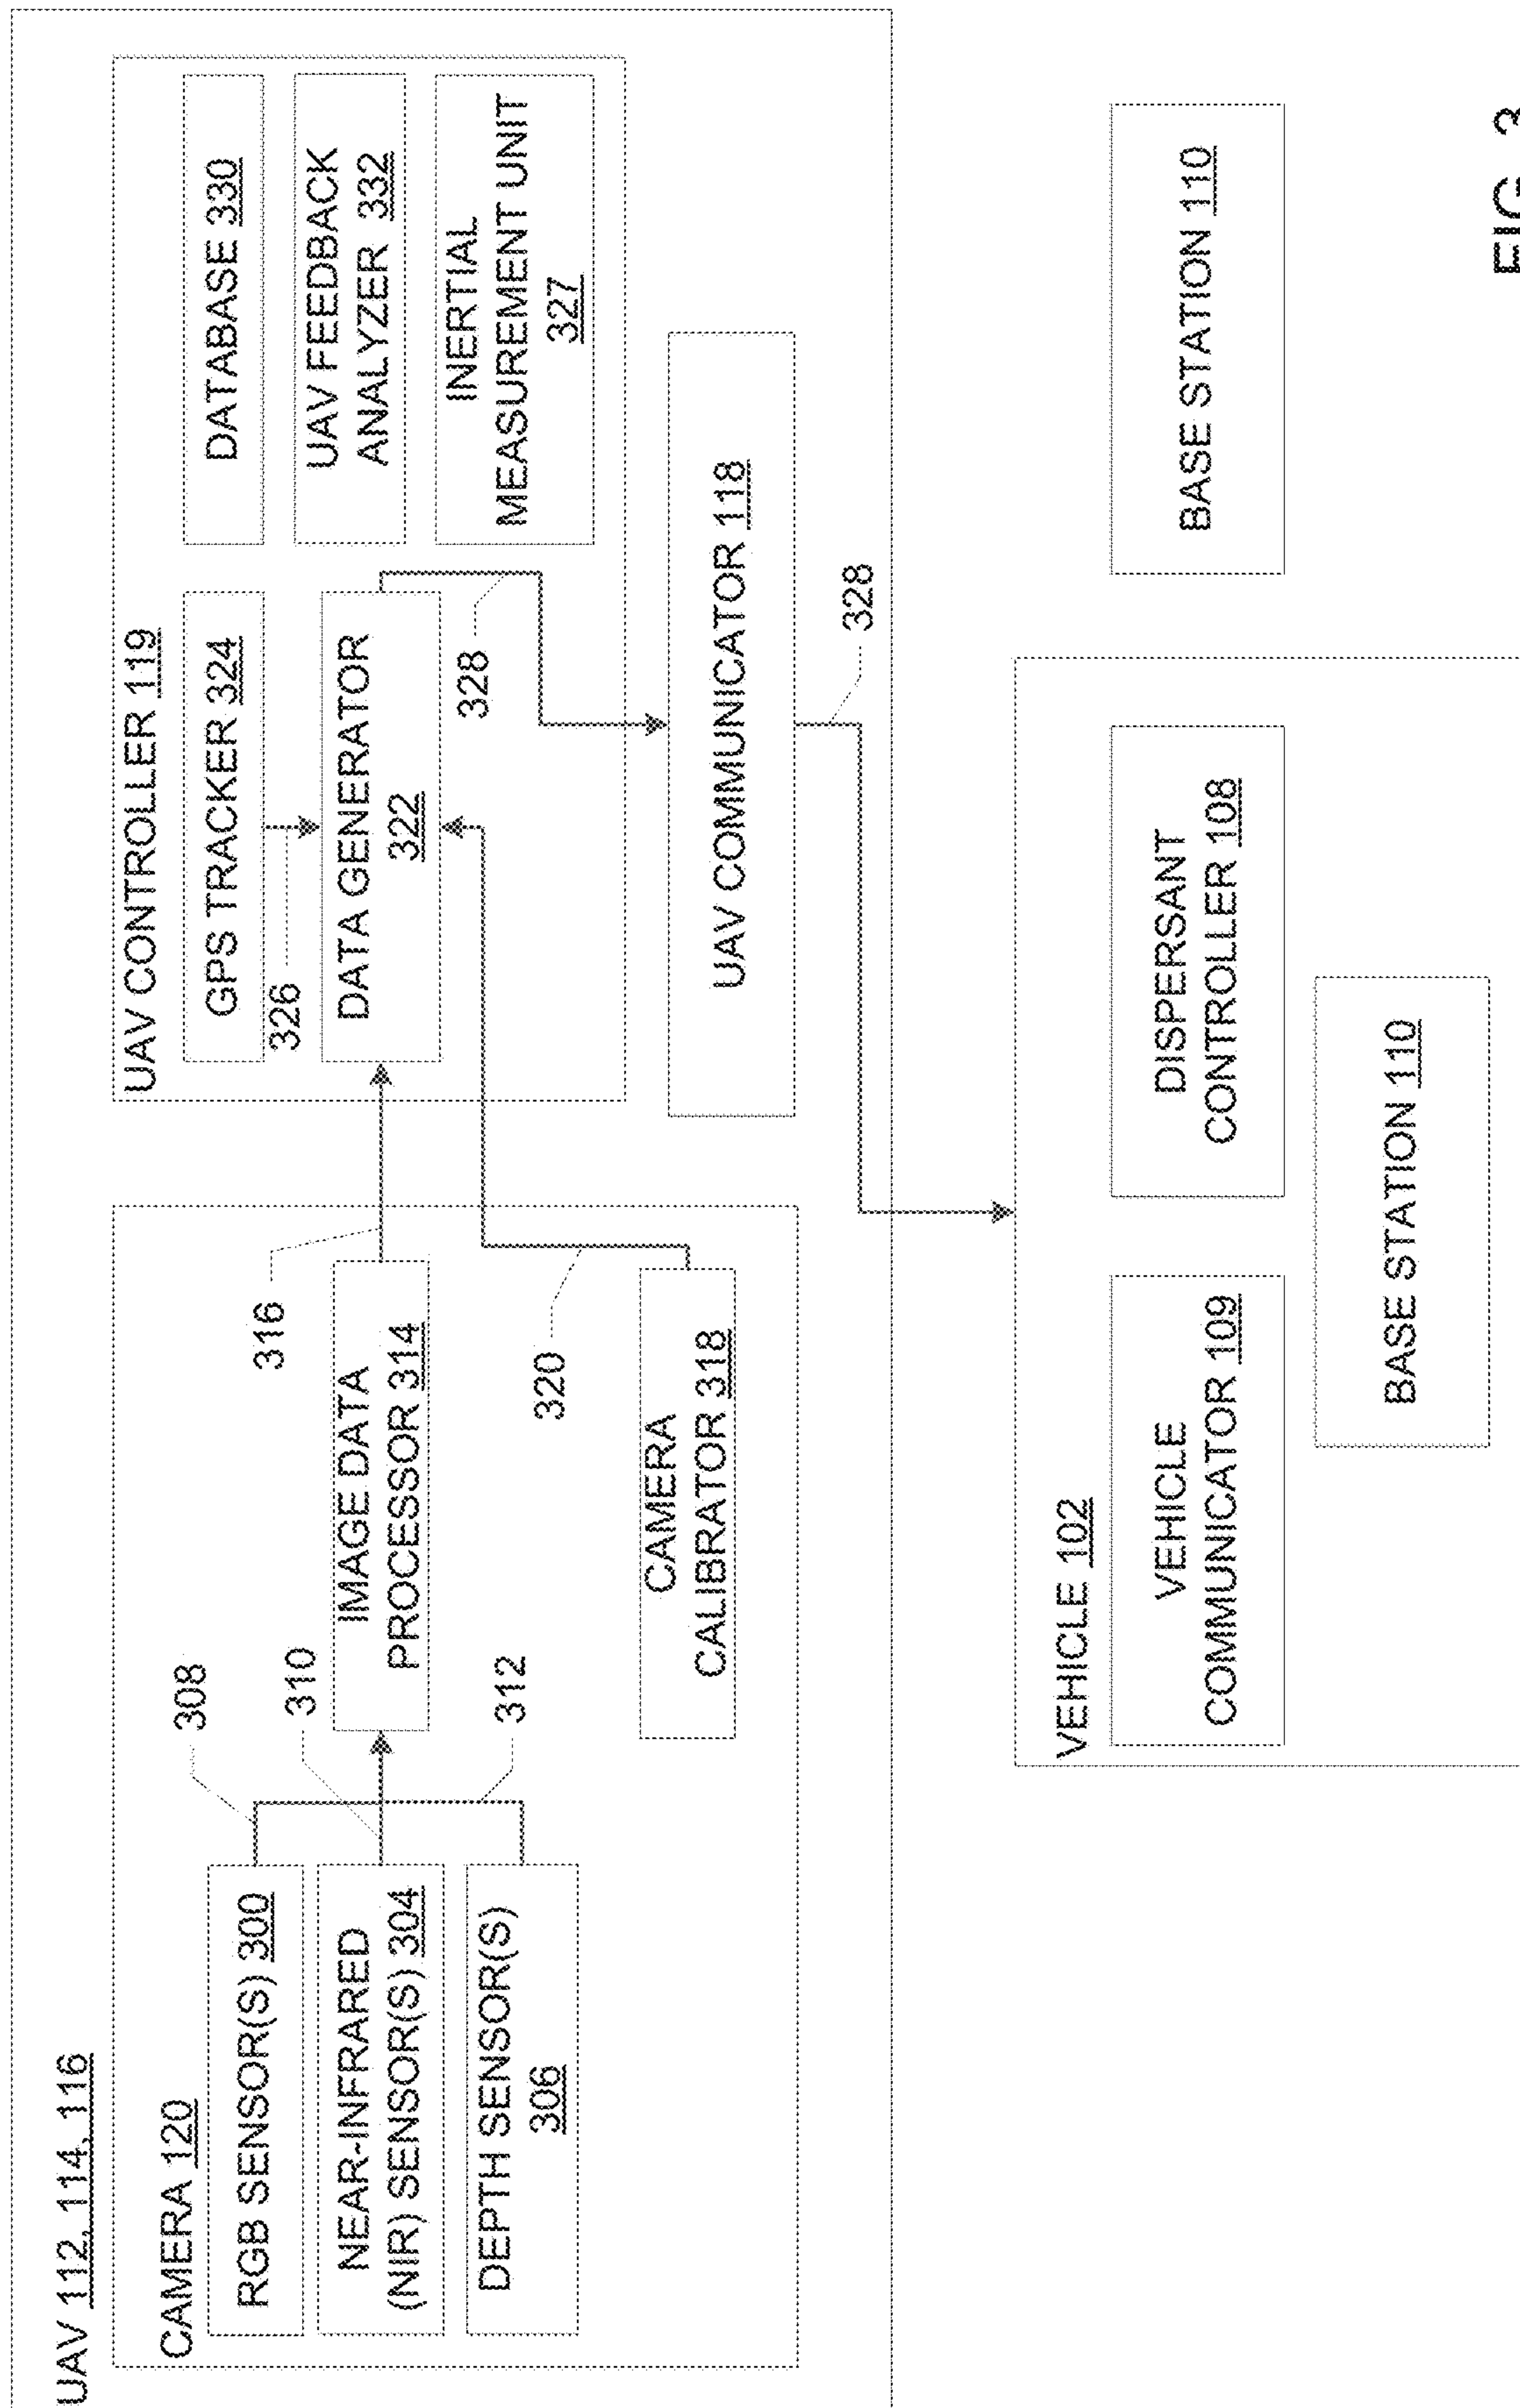 UAV 112, 114, 116
CAMERA 120
RGB SENSOR(S) 300
NEAR-INFRARED
(NIR) SENSOR(S) 304
DEPTH SENSOR(S)
306
308
310
312
IMAGE DATA
PROCESSOR 314
316
CAMERA
CALIBRATOR 318
320
UAV CONTROLLER 119
GPS TRACKER 324
326
DATA GENERATOR
322
328
DATABASE 330
UAV FEEDBACK
ANALYZER 332
INERTIAL
MEASUREMENT UNIT
327
UAV COMMUNICATOR 118
328
VEHICLE 102
VEHICLE
COMMUNICATOR 109
DISPERSANT
CONTROLLER 108
BASE STATION 110
BASE STATION 110
FIG. 3